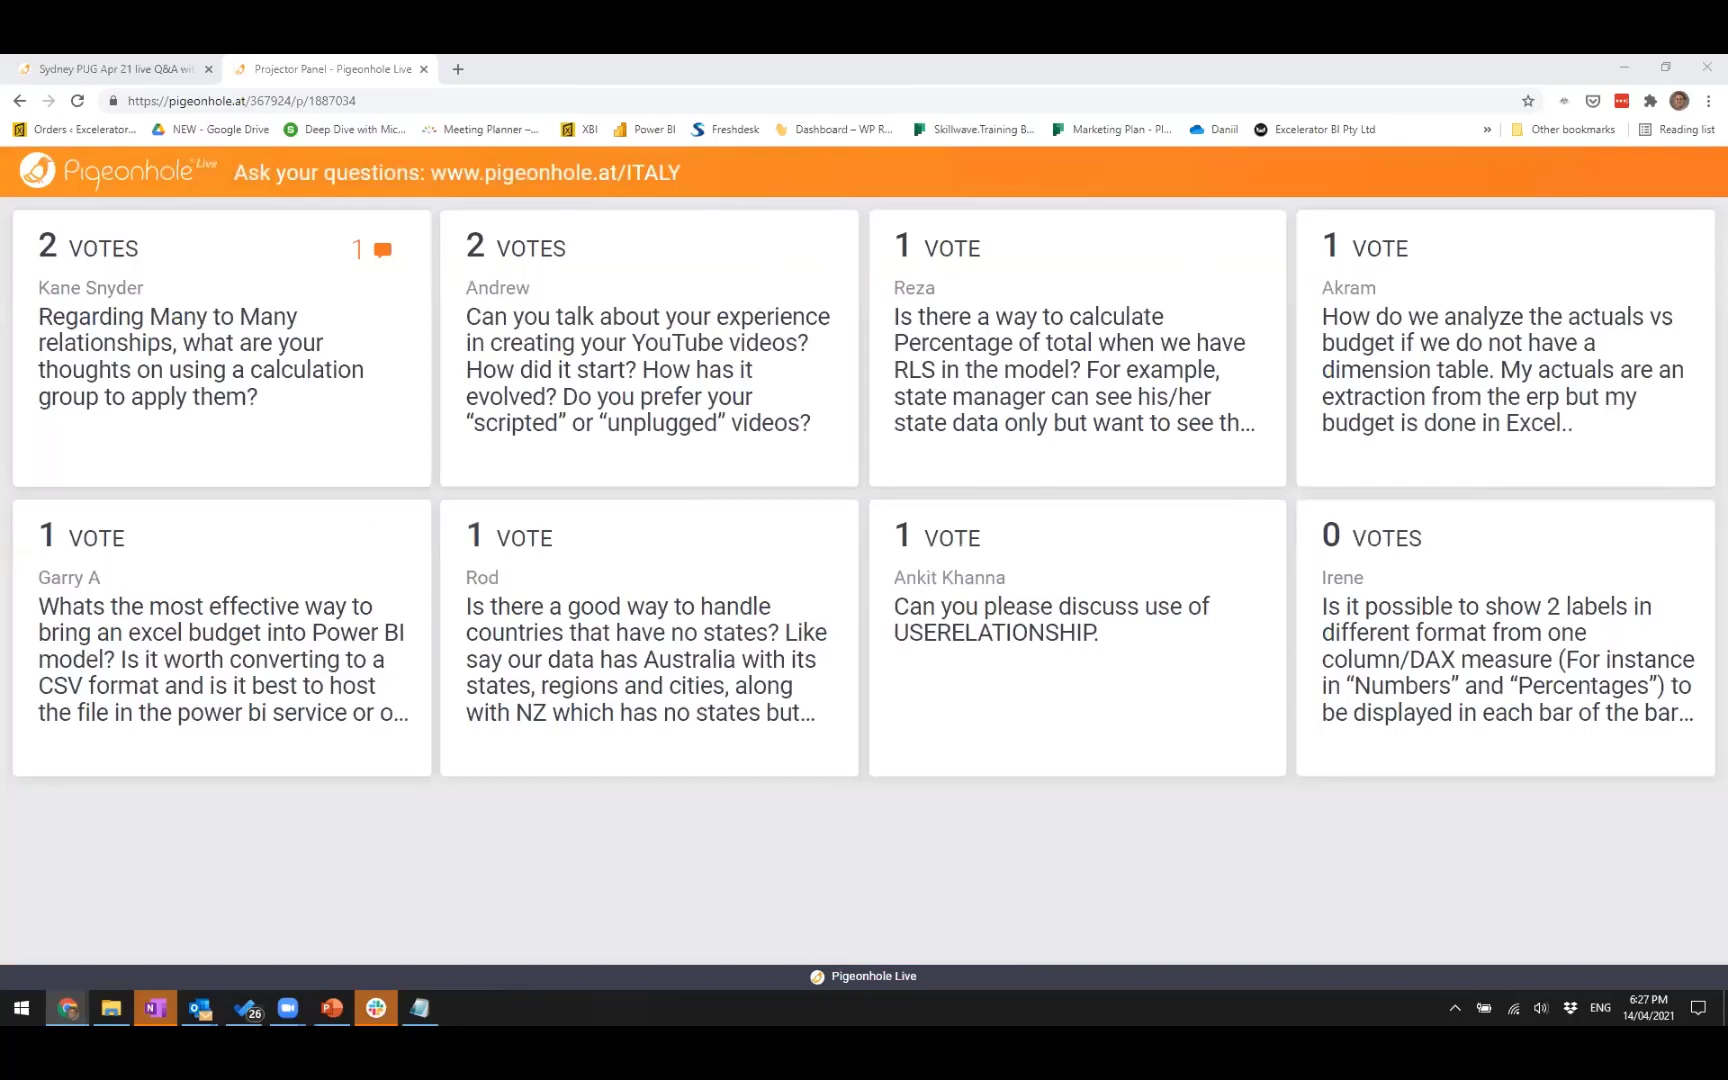 Sydney PUG Apr 21 live Q&A wi
Projector Panel - Pigeonhole Live
https://pigeonhole.at/367924/p/1887034
Orders ‹ Excelerator...
NEW - Google Drive
Deep Dive with Mic...
Meeting Planner –...
XBI
Power BI
Freshdesk
Dashboard – WP R...
Skillwave.Training B...
Marketing Plan - Pl...
Daniil
Excelerator BI Pty Ltd
»
Other bookmarks
Reading list
Pigeonhole Live
Ask your questions: www.pigeonhole.at/ITALY
2 VOTES
1
Kane Snyder
Regarding Many to Many
relationships, what are your
thoughts on using a calculation
group to apply them?
2 VOTES
Andrew
Can you talk about your experience
in creating your YouTube videos?
How did it start? How has it
evolved? Do you prefer your
“scripted” or “unplugged” videos?
1 VOTE
Reza
Is there a way to calculate
Percentage of total when we have
RLS in the model? For example,
state manager can see his/her
state data only but want to see th...
1 VOTE
Akram
How do we analyze the actuals vs
budget if we do not have a
dimension table. My actuals are an
extraction from the erp but my
budget is done in Excel..
1 VOTE
Garry A
Whats the most effective way to
bring an excel budget into Power BI
model? Is it worth converting to a
CSV format and is it best to host
the file in the power bi service or o...
1 VOTE
Rod
Is there a good way to handle
countries that have no states? Like
say our data has Australia with its
states, regions and cities, along
with NZ which has no states but...
1 VOTE
Ankit Khanna
Can you please discuss use of
USERELATIONSHIP.
0 VOTES
Irene
Is it possible to show 2 labels in
different format from one
column/DAX measure (For instance
in “Numbers” and “Percentages”) to
be displayed in each bar of the bar...
Pigeonhole Live
26
ENG
6:27 PM
14/04/2021